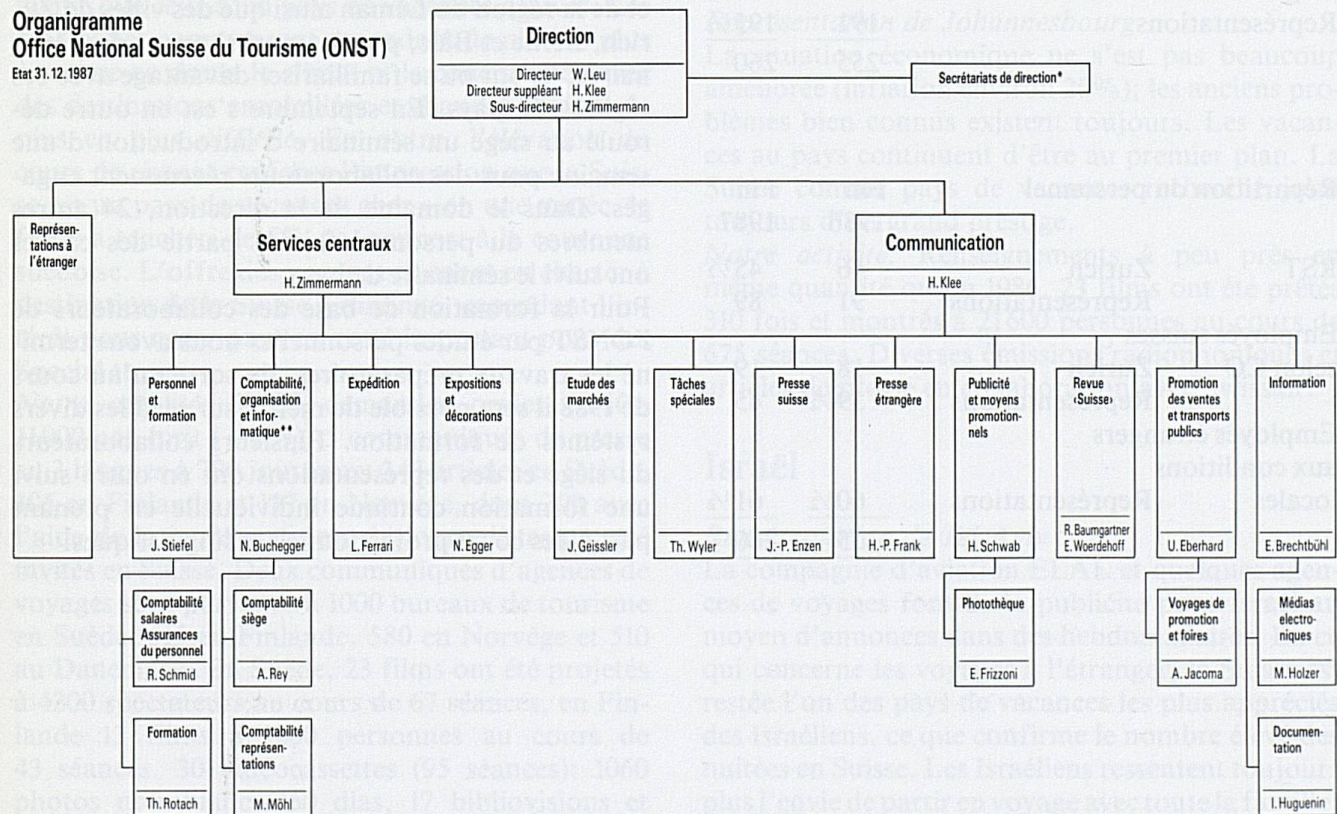 Organigramme
Office National Suisse du Tourisme (ONST)
Etat 31.12.1987
Direction
Directeur W. Leu
Directeur suppléant H. Klee
Sous-directeur H. Zimmermann
Secrétariats de direction*
Représen-
tations à
l'étranger
Services centraux
H. Zimmermann
Communication
H. Klee
Personnel
et
formation
J. Stiefel
Comptabilité,
organisation
et infor-
matique**
N. Buchegger
Expédition
L. Ferrari
Expositions
et
décorations
N. Egger
Etude des
marchés
J. Geissler
Tâches
spéciales
Th. Wyler
Presse
suisse
J.-P. Enzen
Presse
étrangère
H.-P. Frank
Publicité
et moyens
promotion-
nels
H. Schwab
Revue
‹Suisse›
R. Baumgartner
E. Woerdehoff
Promotion
des ventes
et transports
publics
U. Eberhard
Information
E. Brechtbühl
Comptabilité
salaires
Assurances
du personnel
R. Schmid
Comptabilité
siège
A. Rey
Photothèque
E. Frizzoni
Voyages de
promotion
et foires
A. Jacoma
Médias
electro-
niques
M. Holzer
Formation
Th. Rotach
Comptabilité
représen-
tations
M. Möhl
Documen-
tation
I. Huguenin